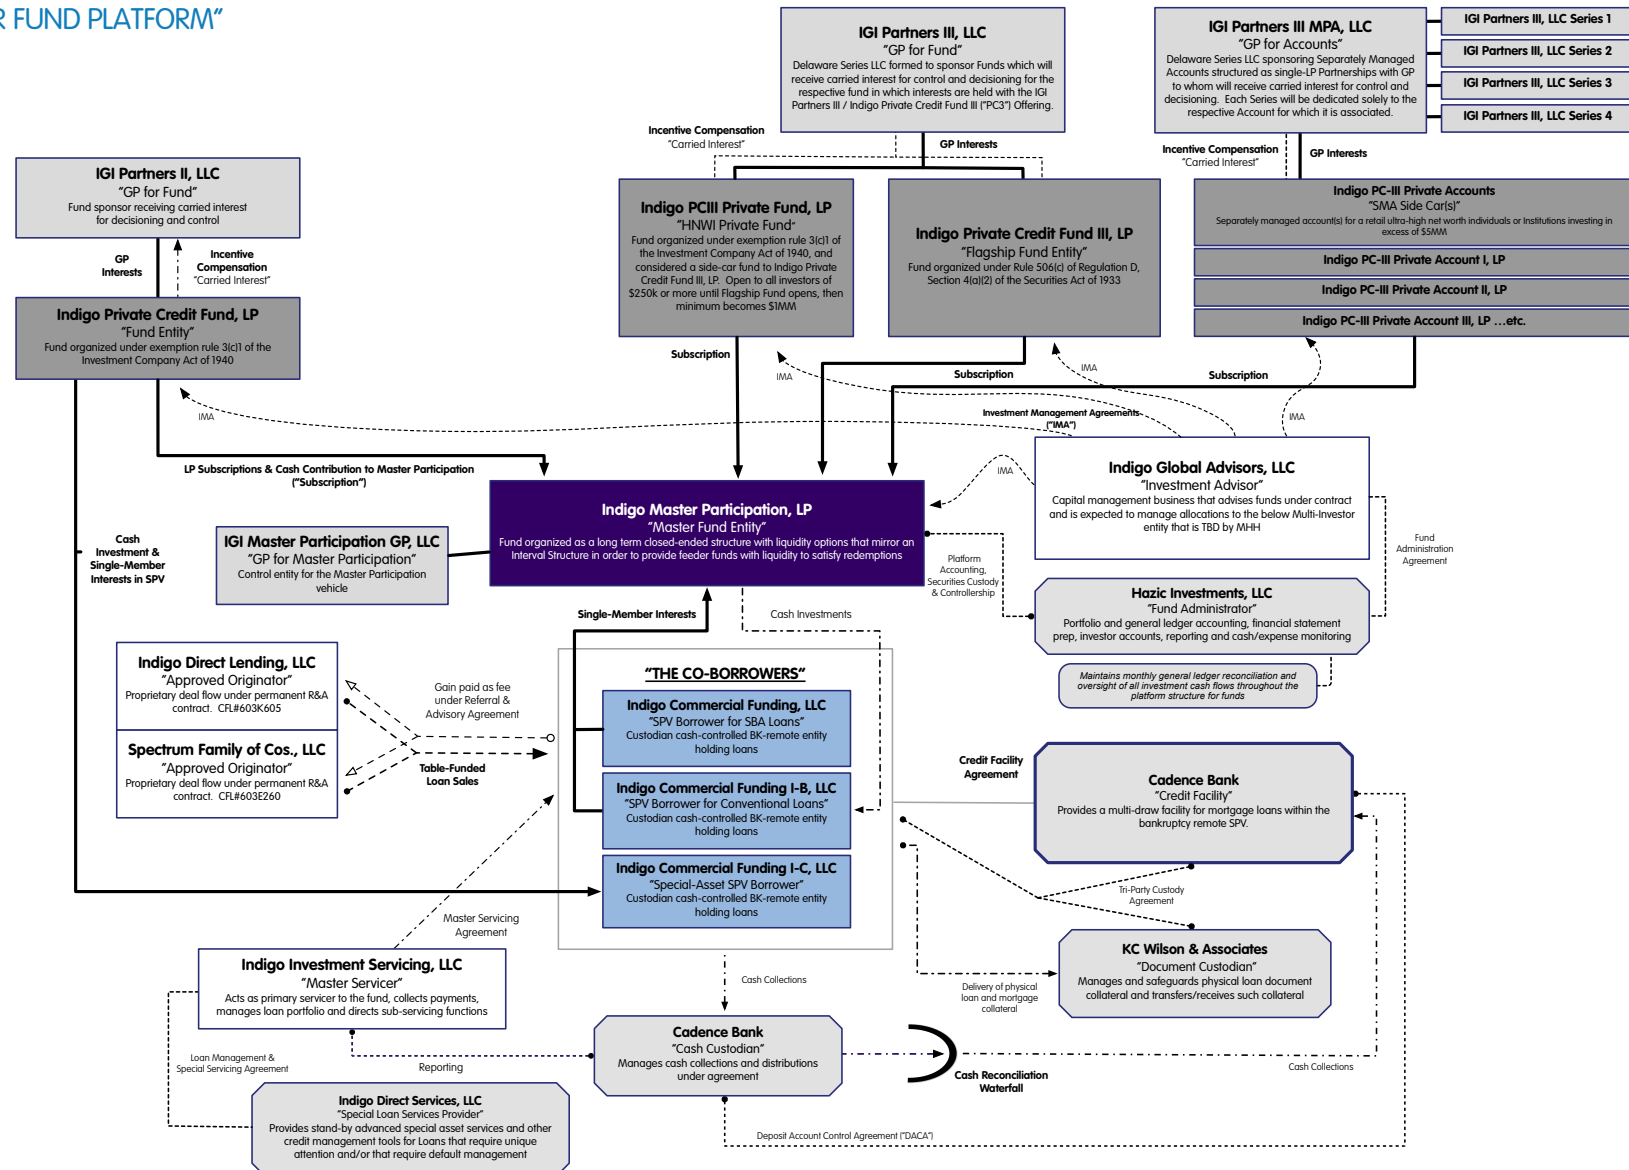 R FUND PLATFORM"
IGI Partners III, LLC
"GP for Fund"
Delaware Series LLC formed to sponsor Funds which will
receive carried interest for control and decisioning for the
respective fund in which interests are held with the IGI
Partners III / Indigo Private Credit Fund III ("PC3") Offering.
IGI Partners III MPA, LLC
"GP for Accounts"
Delaware Series LLC sponsoring Separately Managed
Accounts structured as single-LP Partnerships with GP
to whom will receive carried interest for control and
decisioning. Each Series will be dedicated solely to the
respective Account for which it is associated.
IGI Partners III, LLC Series 1
IGI Partners III, LLC Series 2
IGI Partners III, LLC Series 3
IGI Partners III, LLC Series 4
Incentive Compensation
"Carried Interest"
GP Interests
Incentive Compensation
"Carried Interest"
GP Interests
IGI Partners II, LLC
"GP for Fund"
Fund sponsor receiving carried interest
for decisioning and control
GP
Interests
Incentive
Compensation
"Carried Interest"
Indigo Private Credit Fund, LP
"Fund Entity"
Fund organized under exemption rule 3(c)1 of the
Investment Company Act of 1940
Indigo PCIII Private Fund, LP
"HNWI Private Fund"
Fund organized under exemption rule 3(c)1 of
the Investment Company Act of 1940, and
considered a side-car fund to Indigo Private
Credit Fund III, LP. Open to all investors of
$250k or more until Flagship Fund opens, then
minimum becomes $1MM
Indigo Private Credit Fund III, LP
"Flagship Fund Entity"
Fund organized under Rule 506(c) of Regulation D,
Section 4(a)(2) of the Securities Act of 1933
Indigo PC-III Private Accounts
"SMA Side Car(s)"
Separately managed account(s) for a retail ultra-high net worth individuals or Institutions investing in
excess of $5MM
Indigo PC-III Private Account I, LP
Indigo PC-III Private Account II, LP
Indigo PC-III Private Account III, LP ...etc.
Subscription
IMA
Subscription
IMA
Subscription
IMA
IMA
Investment Management Agreements
("IMA")
LP Subscriptions & Cash Contribution to Master Participation
("Subscription")
IMA
Indigo Global Advisors, LLC
"Investment Advisor"
Capital management business that advises funds under contract
and is expected to manage allocations to the below Multi-Investor
entity that is TBD by MHH
Indigo Master Participation, LP
"Master Fund Entity"
Fund organized as a long term closed-ended structure with liquidity options that mirror an
Interval Structure in order to provide feeder funds with liquidity to satisfy redemptions
IGI Master Participation GP, LLC
"GP for Master Participation"
Control entity for the Master Participation
vehicle
Cash
Investment &
Single-Member
Interests in SPV
Platform
Accounting,
Securities Custody
& Controllership
Fund
Administration
Agreement
Hazic Investments, LLC
"Fund Administrator"
Portfolio and general ledger accounting, financial statement
prep, investor accounts, reporting and cash/expense monitoring
Maintains monthly general ledger reconciliation and
oversight of all investment cash flows throughout the
platform structure for funds
Single-Member Interests
Cash Investments
Indigo Direct Lending, LLC
"Approved Originator"
Proprietary deal flow under permanent R&A
contract. CFL#603K605
Spectrum Family of Cos., LLC
"Approved Originator"
Proprietary deal flow under permanent R&A
contract. CFL#603E260
Gain paid as fee
under Referral &
Advisory Agreement
Table-Funded
Loan Sales
"THE CO-BORROWERS"
Indigo Commercial Funding, LLC
"SPV Borrower for SBA Loans"
Custodian cash-controlled BK-remote entity
holding loans
Indigo Commercial Funding I-B, LLC
"SPV Borrower for Conventional Loans"
Custodian cash-controlled BK-remote entity
holding loans
Indigo Commercial Funding I-C, LLC
"Special-Asset SPV Borrower"
Custodian cash-controlled BK-remote entity
holding loans
Credit Facility
Agreement
Cadence Bank
"Credit Facility"
Provides a multi-draw facility for mortgage loans within the
bankruptcy remote SPV.
Tri-Party Custody
Agreement
Master Servicing
Agreement
KC Wilson & Associates
"Document Custodian"
Manages and safeguards physical loan document
collateral and transfers/receives such collateral
Delivery of physical
loan and mortgage
collateral
Indigo Investment Servicing, LLC
"Master Servicer"
Acts as primary servicer to the fund, collects payments,
manages loan portfolio and directs sub-servicing functions
Cash Collections
Cadence Bank
"Cash Custodian"
Manages cash collections and distributions
under agreement
Loan Management &
Special Servicing Agreement
Reporting
Cash Reconciliation
Waterfall
Cash Collections
Indigo Direct Services, LLC
"Special Loan Services Provider"
Provides stand-by advanced special asset services and other
credit management tools for Loans that require unique
attention and/or that require default management
Deposit Account Control Agreement ("DACA")